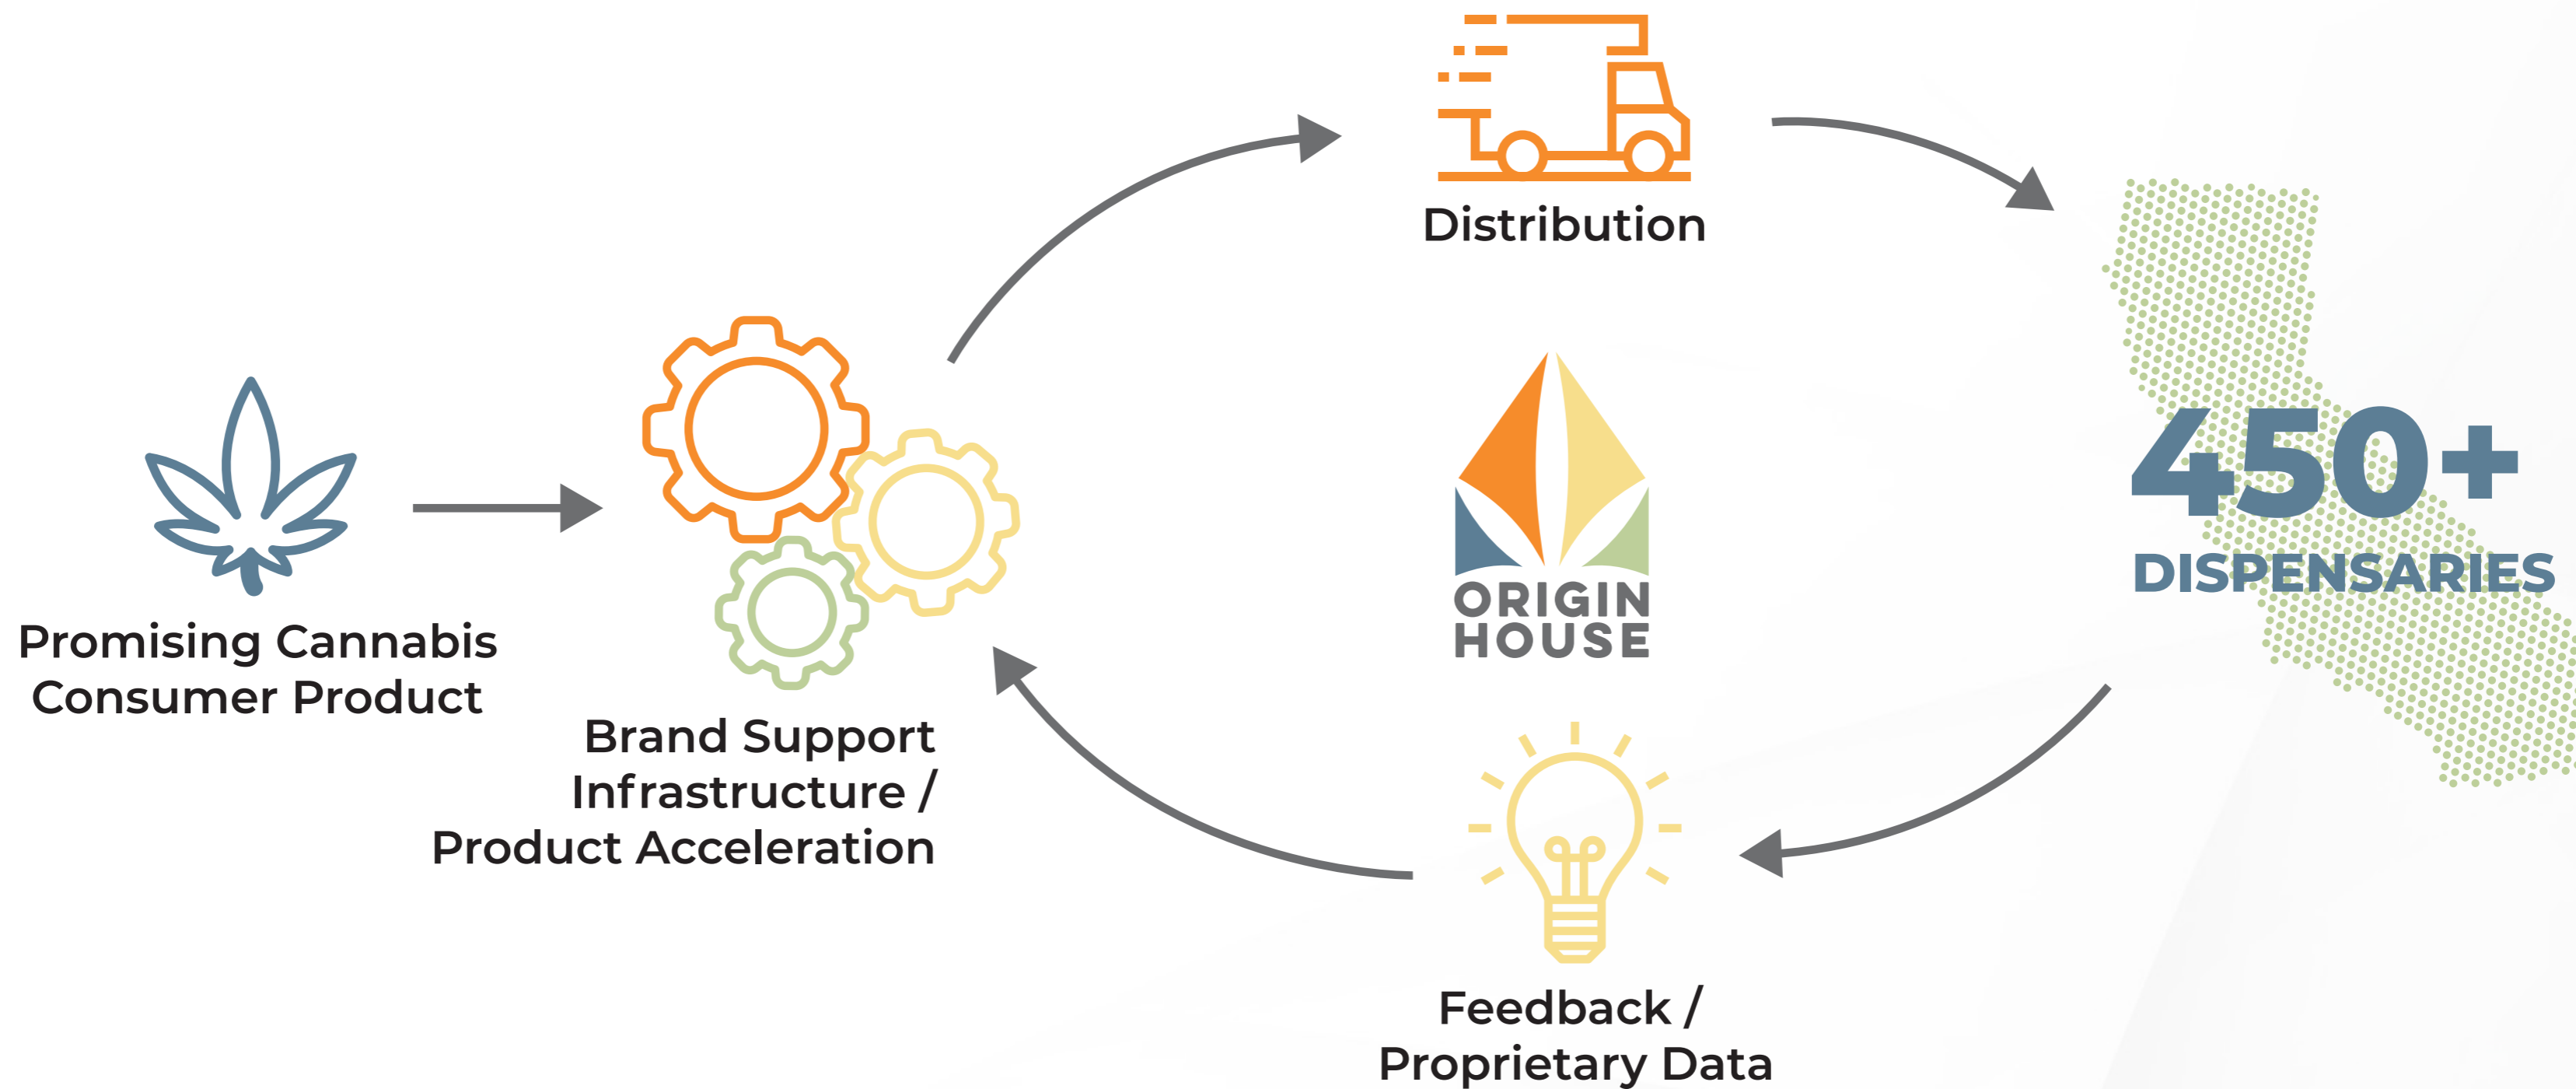 Distribution
450+
DISPENSARIES
ORIGIN
HOUSE
Promising Cannabis
Consumer Product
Brand Support
Infrastructure /
Product Acceleration
Feedback /
Proprietary Data